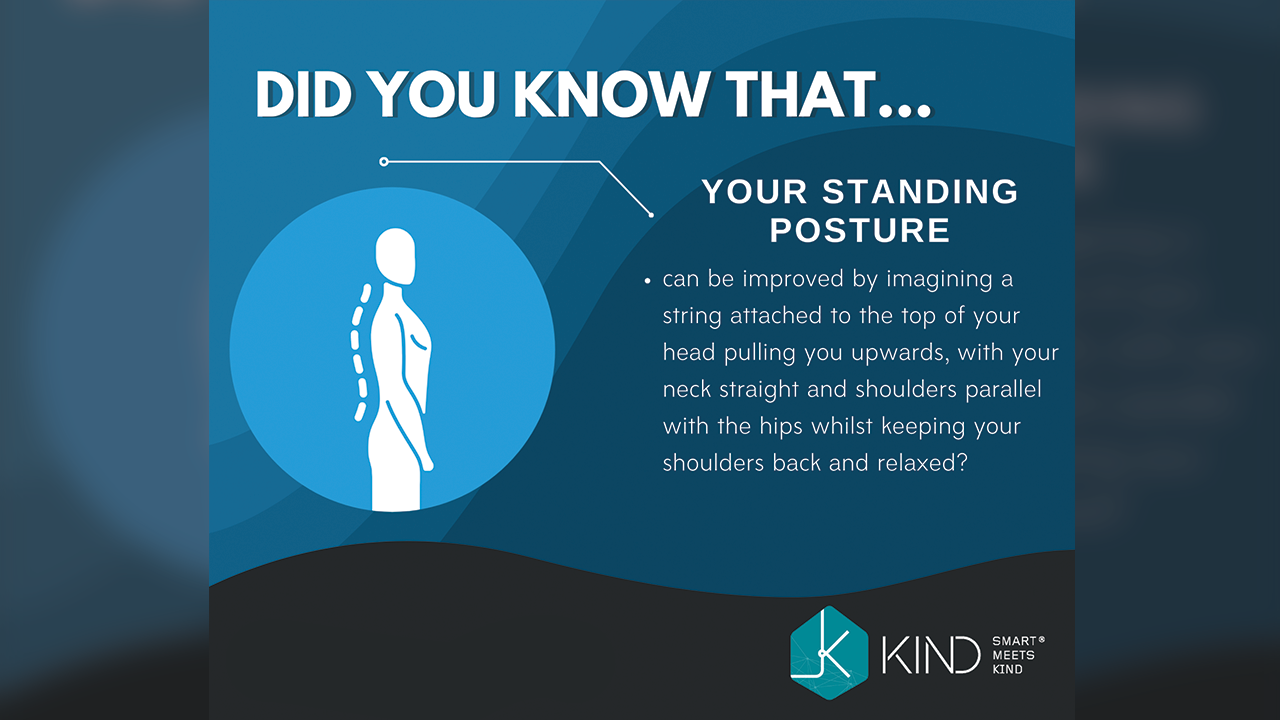 DID YOU KNOW THAT...
YOUR STANDING
POSTURE
• can be improved by imagining a
string attached to the top of your
head pulling you upwards, with your
neck straight and shoulders parallel
with the hips whilst keeping your
shoulders back and relaxed?
KIND
SMART®
MEETS
KIND